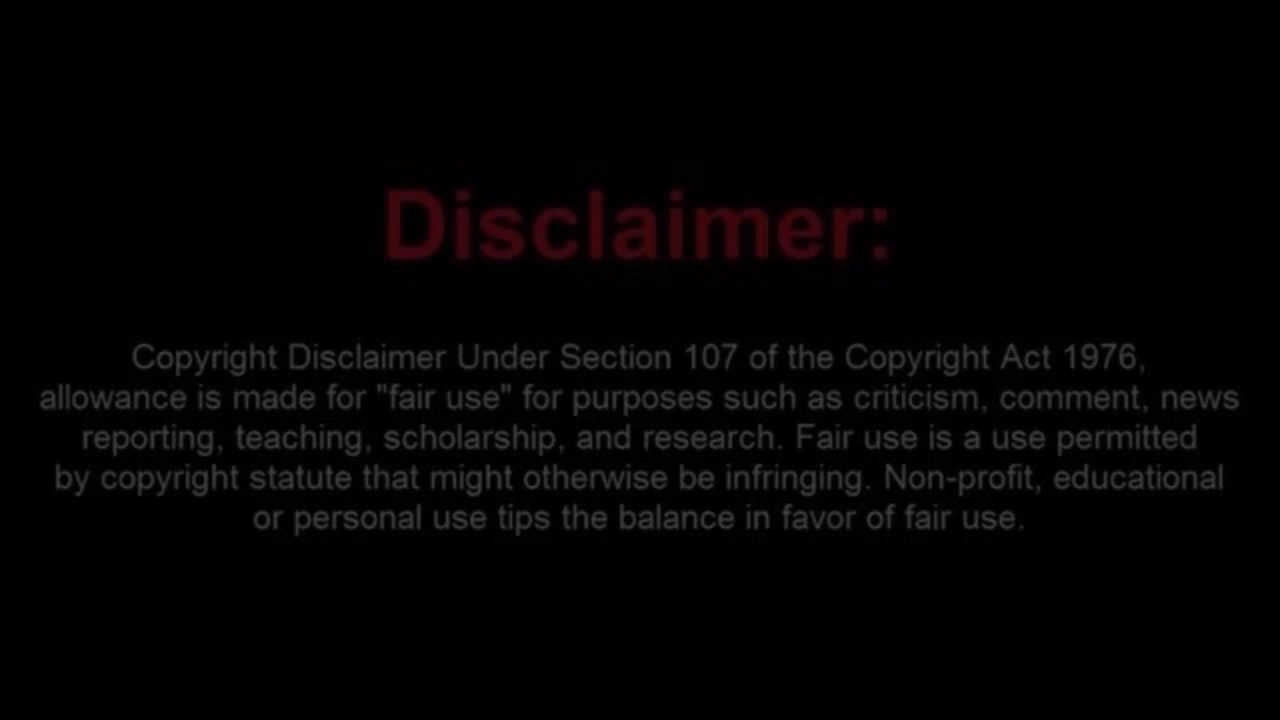 Disclaimer:
Copyright Disclaimer Under Section 107 of the Copyright Act 1976,
allowance is made for "fair use" for purposes such as criticism, comment, news
reporting, teaching, scholarship, and research. Fair use is a use permitted
by copyright statute that might otherwise be infringing. Non-profit, educational
or personal use tips the balance in favor of fair use.